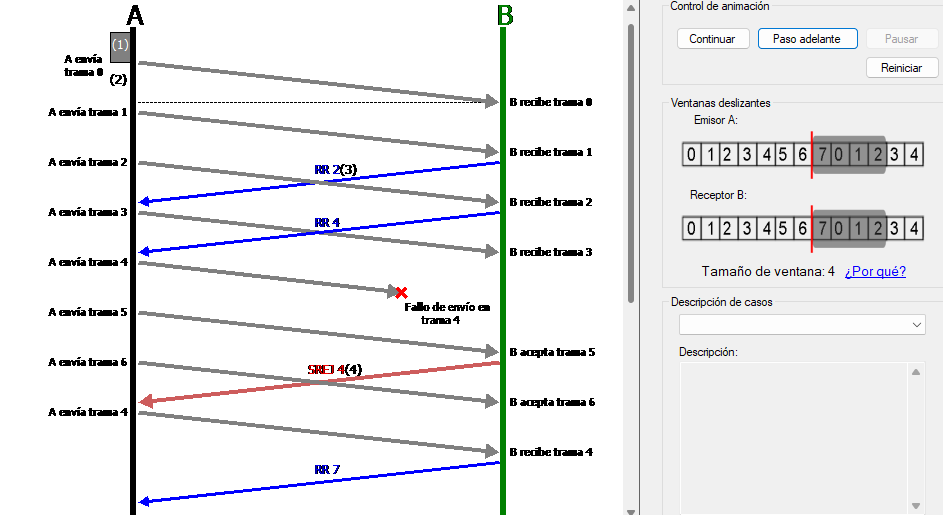 A
B
(1)
A envía
trama 0
(2)
B recibe trama 0
A envía trama 1
B recibe trama 1
A envía trama 2
RR 2(3)
B recibe trama 2
A envía trama 3
RR 4
B recibe trama 3
A envía trama 4
Fallo de envío en
trama 4
A envía trama 5
B acepta trama 5
A envía trama 6
SREJ 4(4)
B acepta trama 6
A envía trama 4
B recibe trama 4
RR 7
Control de animación
Continuar
Paso adelante
Pausar
Reiniciar
Ventanas deslizantes
Emisor A:
0 1 2 3 4 5 6 7 0 1 2 3 4
Receptor B:
0 1 2 3 4 5 6 7 0 1 2 3 4
Tamaño de ventana: 4 ¿Por qué?
Descripción de casos
Descripción: